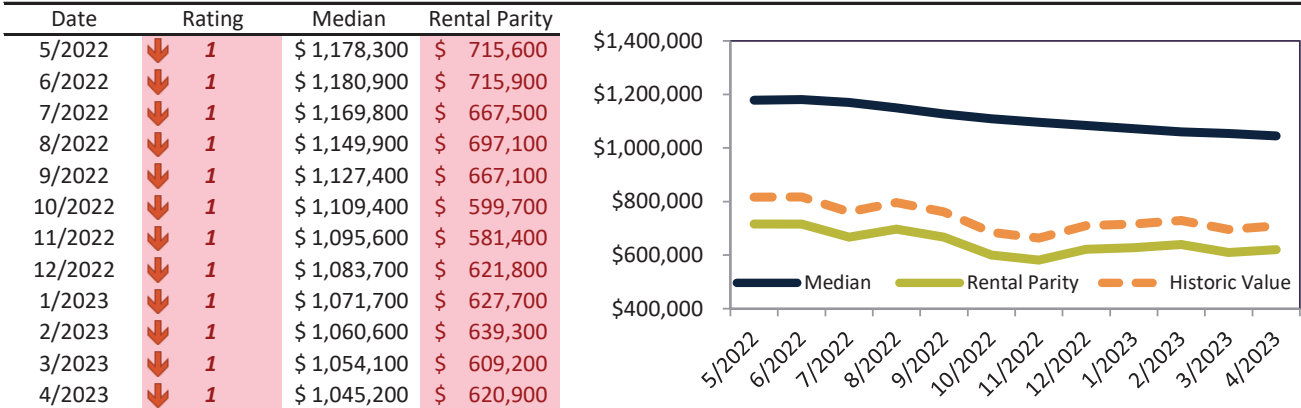 Date Rating Median Rental Parity
5/2022 1 $ 1,178,300 $ 715,600
6/2022 1 $ 1,180,900 $ 715,900
7/2022 1 $ 1,169,800 $ 667,500
8/2022 1 $ 1,149,900 $ 697,100
9/2022 1 $ 1,127,400 $ 667,100
10/2022 1 $ 1,109,400 $ 599,700
11/2022 1 $ 1,095,600 $ 581,400
12/2022 1 $ 1,083,700 $ 621,800
1/2023 1 $ 1,071,700 $ 627,700
2/2023 1 $ 1,060,600 $ 639,300
3/2023 1 $ 1,054,100 $ 609,200
4/2023 1 $ 1,045,200 $ 620,900
$1,400,000
$1,200,000
$1,000,000
$800,000
$600,000
$400,000
Median Rental Parity Historic Value
5/2022 6/2022 7/2022 8/2022 9/2022 10/2022 11/2022 12/2022 1/2023 2/2023 3/2023 4/2023